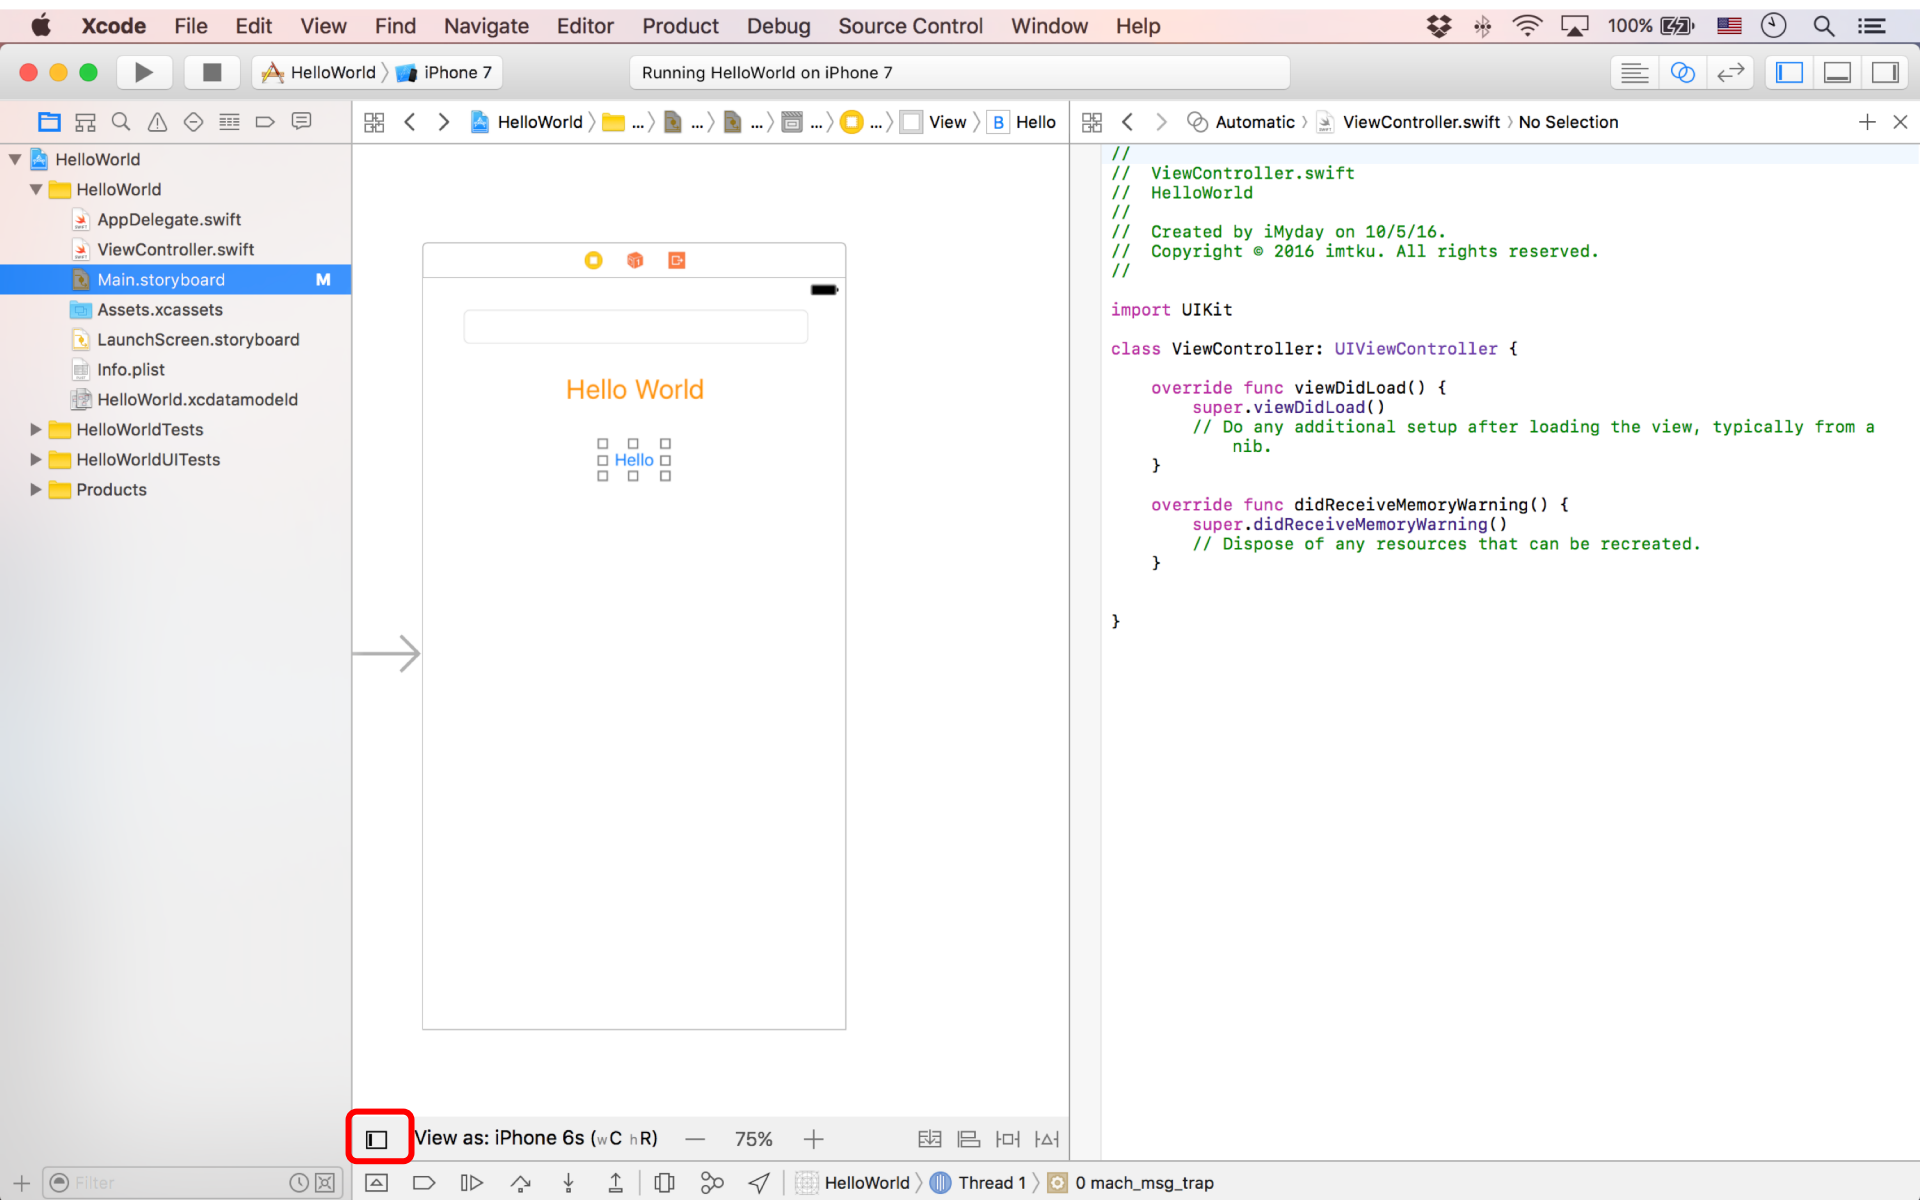 Xcode File Edit View Find Navigate Editor Product Debug Source Control Window Help 100%
HelloWorld iPhone 7 Running HelloWorld on iPhone 7
HelloWorld ... ... ... ... ... View B Hello
Automatic ViewController.swift No Selection
HelloWorld
HelloWorld
AppDelegate.swift
ViewController.swift
Main.storyboard M
Assets.xcassets
LaunchScreen.storyboard
Info.plist
HelloWorld.xcdatamodeld
HelloWorldTests
HelloWorldUITests
Products
Hello World
Hello
//
// ViewController.swift
// HelloWorld
//
// Created by iMyday on 10/5/16.
// Copyright © 2016 imtku. All rights reserved.
//
import UIKit
class ViewController: UIViewController {
override func viewDidLoad() {
super.viewDidLoad()
// Do any additional setup after loading the view, typically from a
nib.
}
override func didReceiveMemoryWarning() {
super.didReceiveMemoryWarning()
// Dispose of any resources that can be recreated.
}
}
View as: iPhone 6s (wC hR) — 75% +
Filter
HelloWorld Thread 1 0 mach_msg_trap